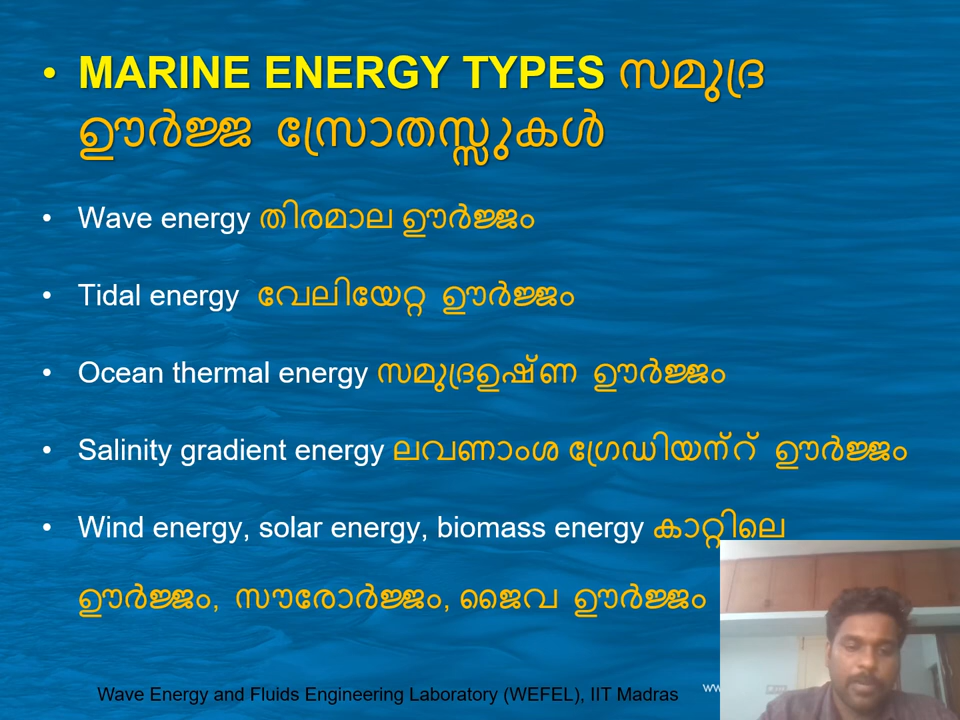 • MARINE ENERGY TYPES സമുദ്ര
ഊർജ്ജ സ്രോതസ്സുകൾ
• Wave energy തിരമാല ഊർജ്ജം
• Tidal energy വേലിയേറ്റ ഊർജ്ജം
• Ocean thermal energy സമുദ്രഉഷ്ണ ഊർജ്ജം
• Salinity gradient energy ലവണാംശ ഗ്രേഡിയന്റ് ഊർജ്ജം
• Wind energy, solar energy, biomass energy കാറ്റിലെ
ഊർജ്ജം, സൗരോർജ്ജം, ജൈവ ഊർജ്ജം
Wave Energy and Fluids Engineering Laboratory (WEFEL), IIT Madras